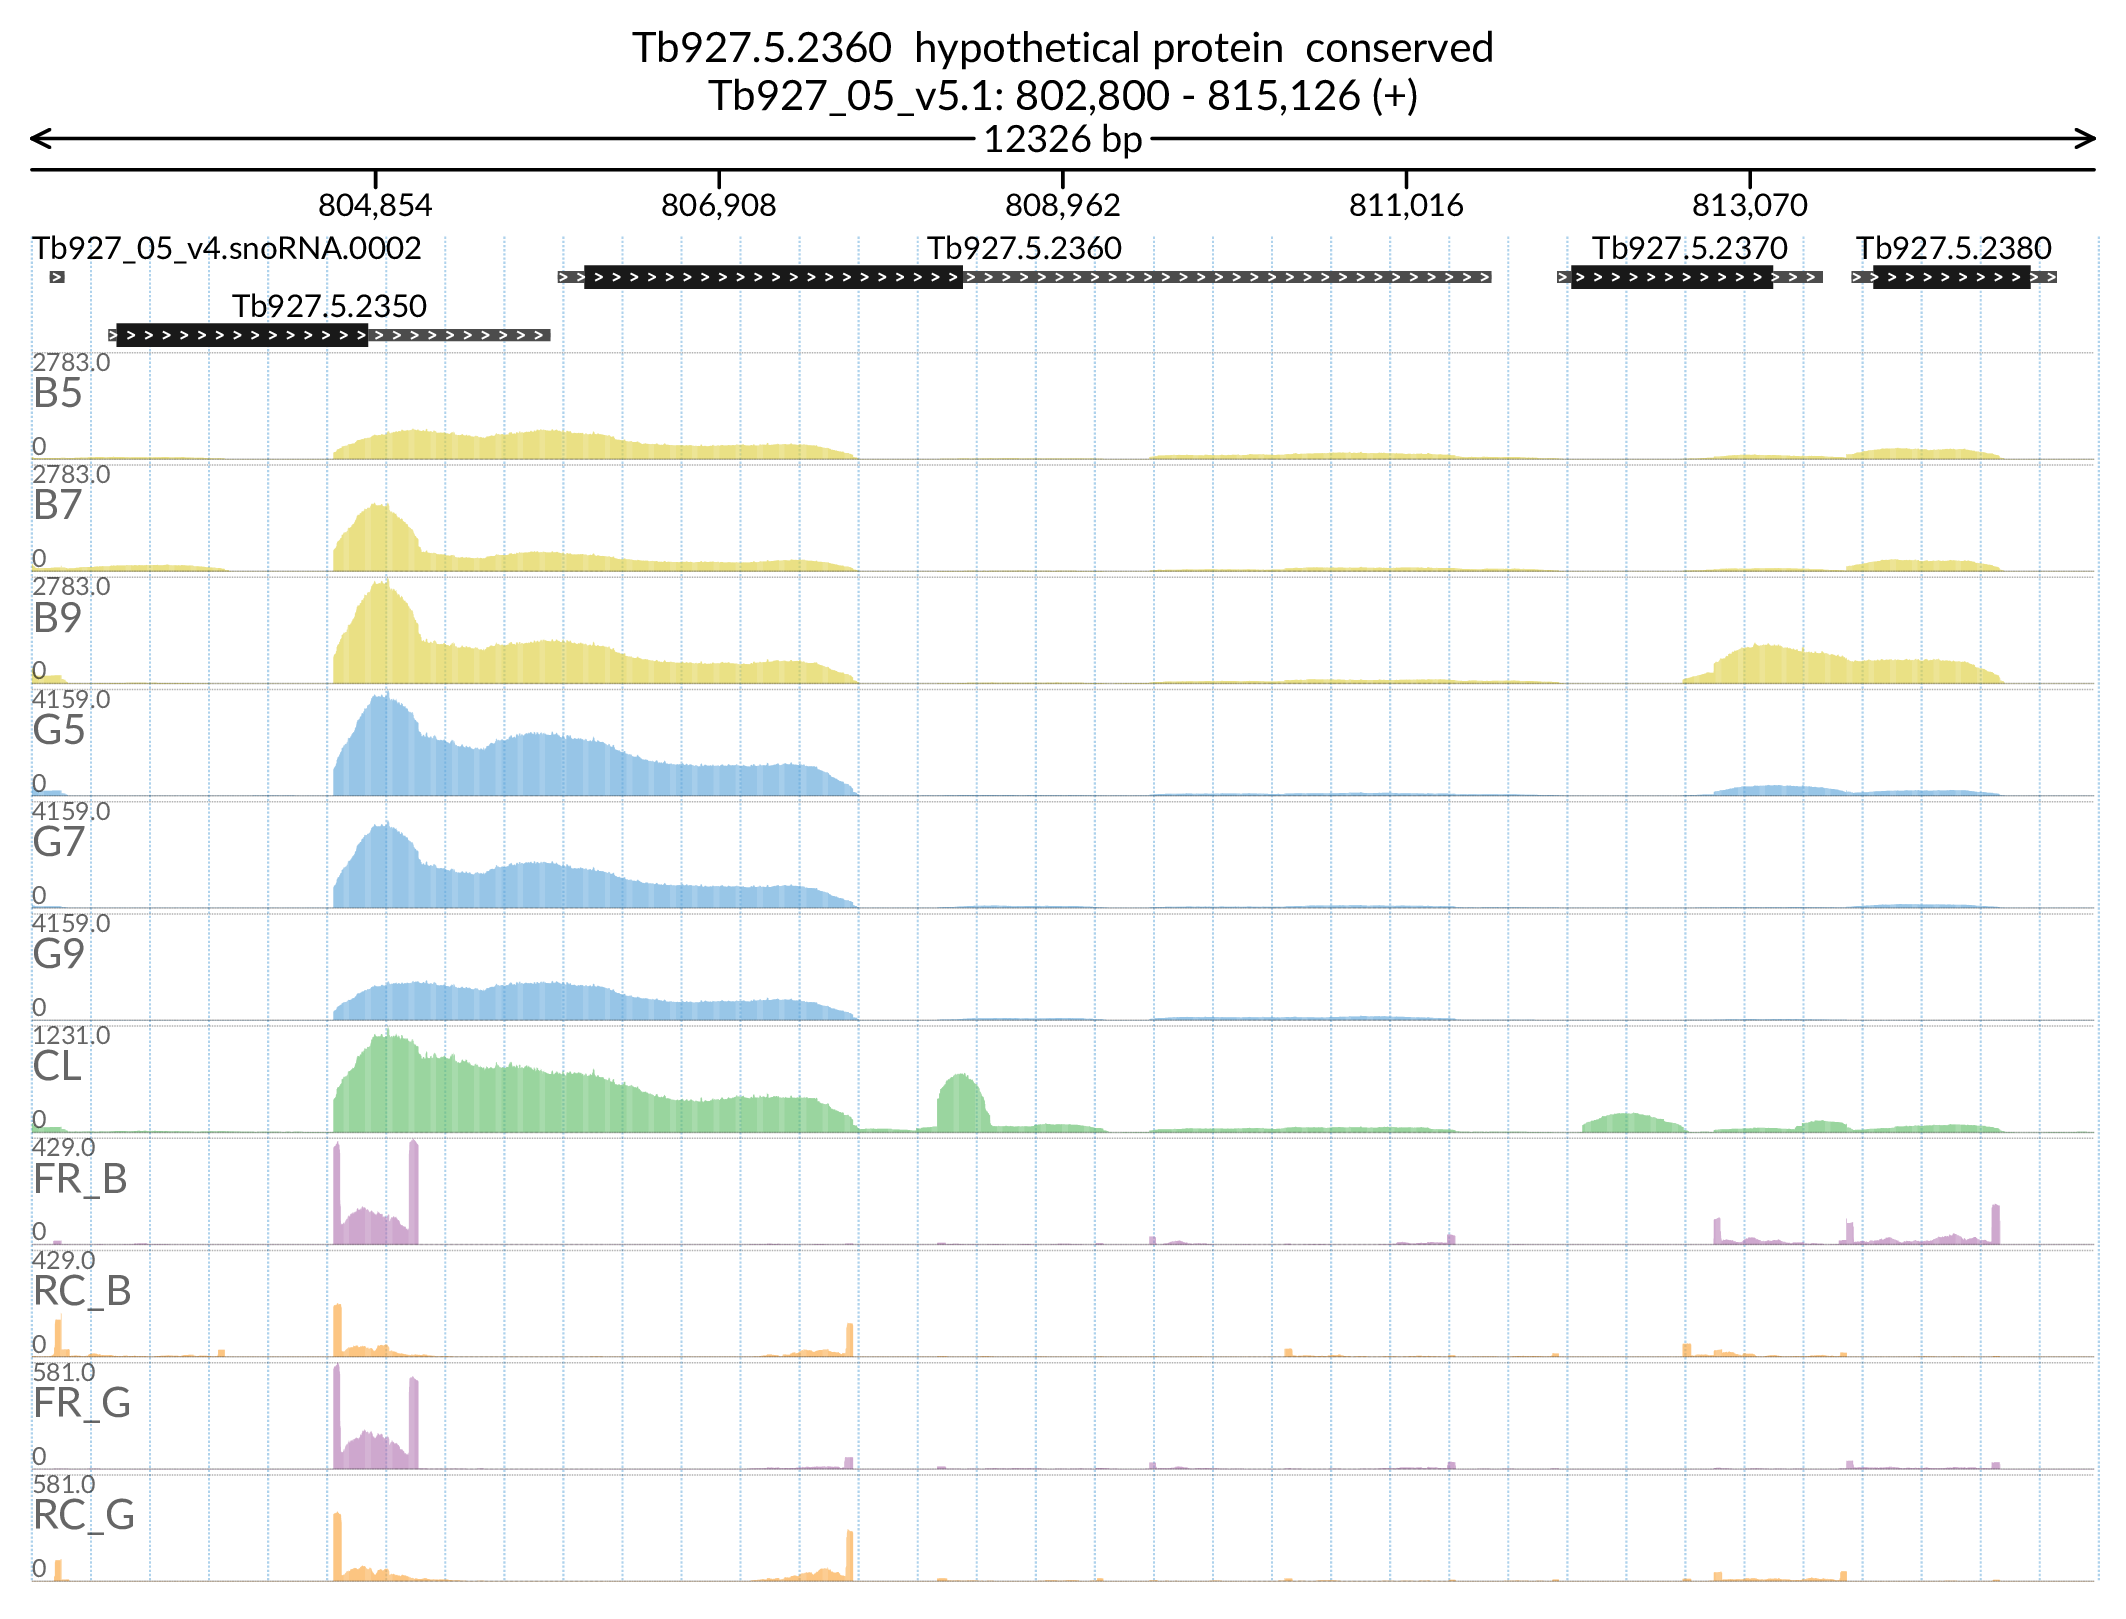 Tb927.5.2360 hypothetical protein conserved
Tb927_05_v5.1: 802,800 - 815,126 (+)
12326 bp
804,854 806,908 808,962 811,016 813,070
Tb927_05_v4.snoRNA.0002 Tb927.5.2360 Tb927.5.2370 Tb927.5.2380
Tb927.5.2350
2783.0
B5
0
2783.0
B7
0
2783.0
B9
0
4159.0
G5
0
4159.0
G7
0
4159.0
G9
0
1231.0
CL
0
429.0
FR_B
0
429.0
RC_B
0
581.0
FR_G
0
581.0
RC_G
0